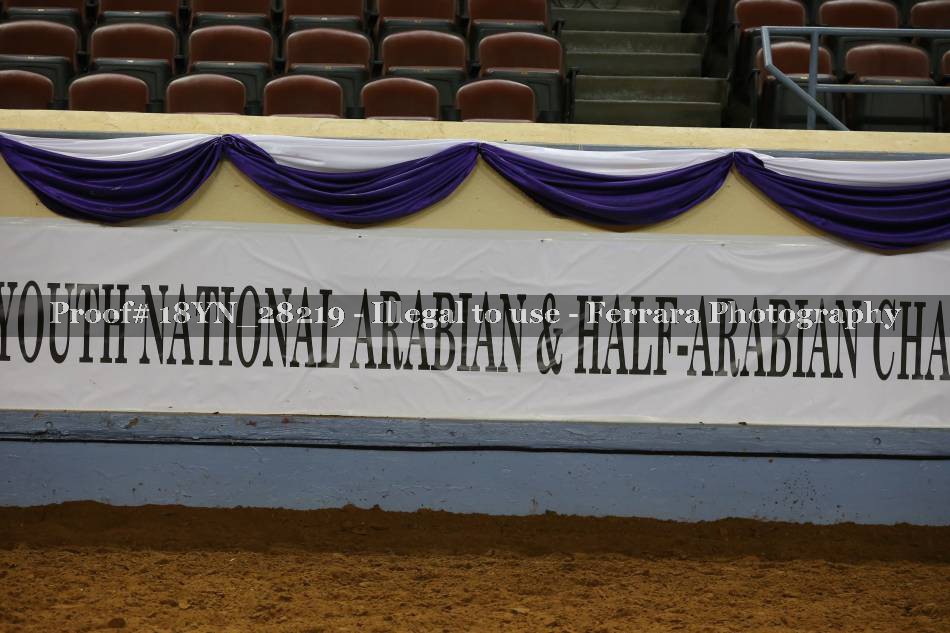 YOUTH NATIONAL ARABIAN & HALF-ARABIAN CHA
Proof# 18YN_28219 - Illegal to use - Ferrara Photography